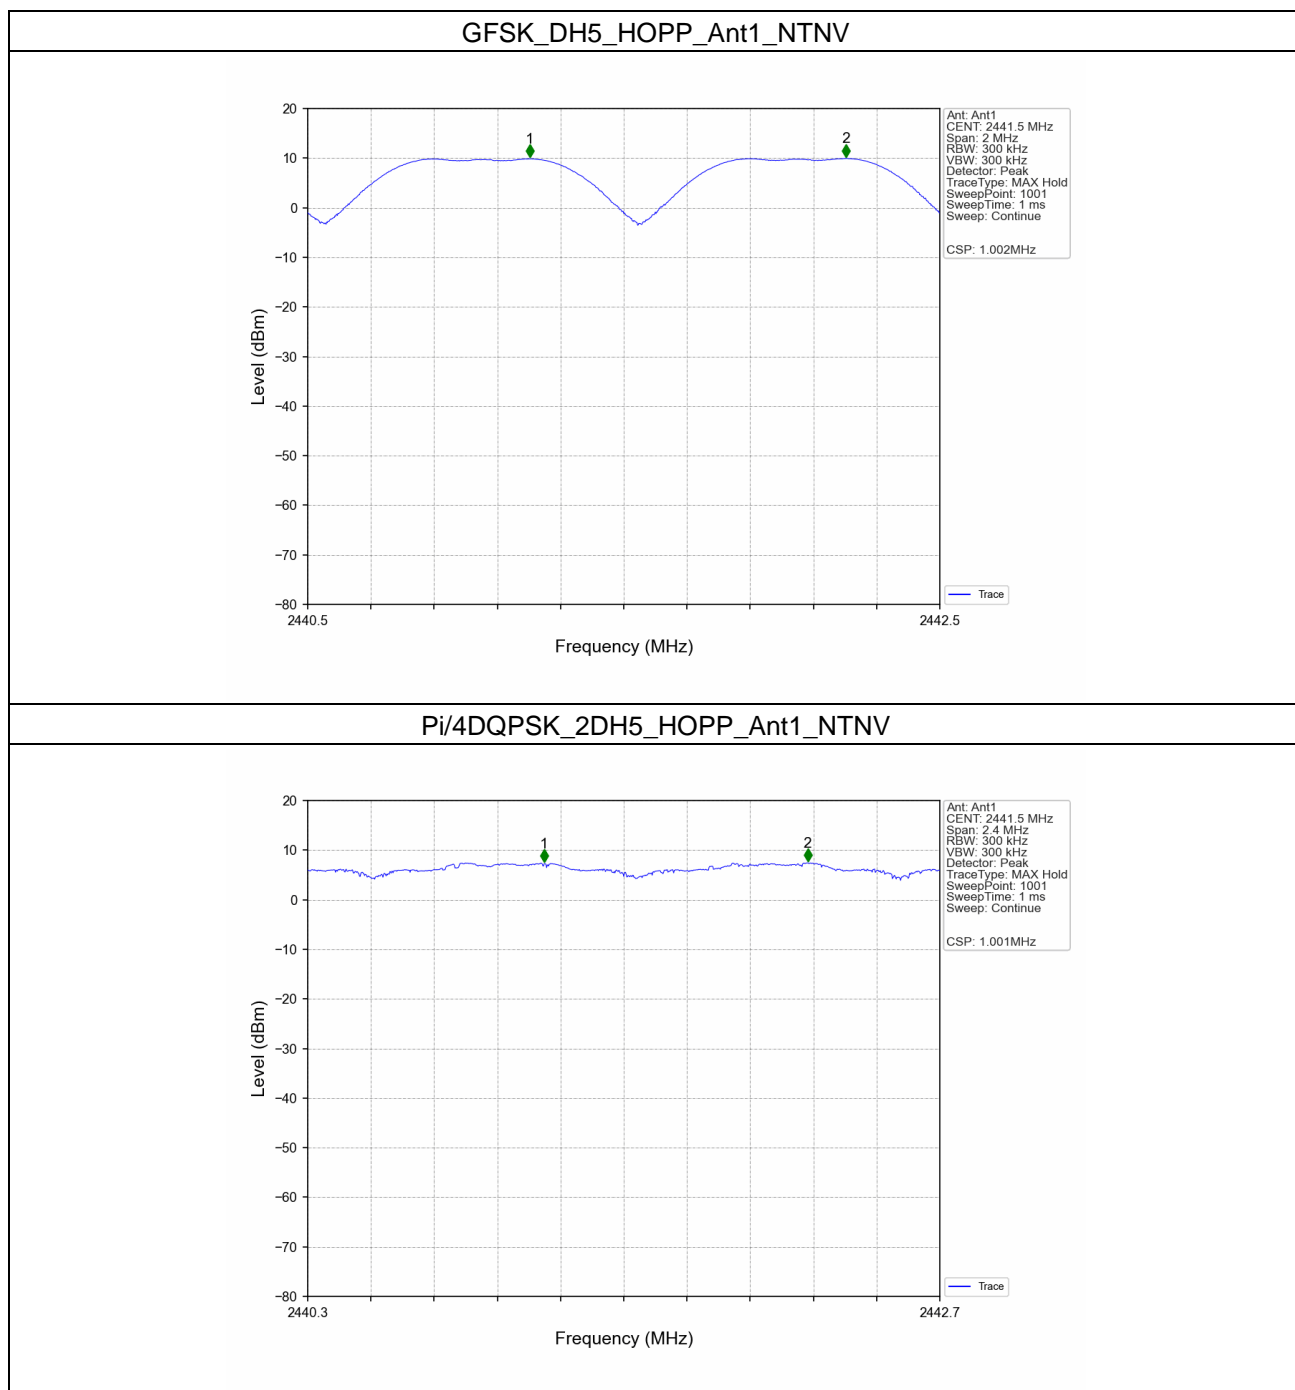 GFSK_DH5_HOPP_Ant1_NTNV
20
10
0
−10
−20
−30
−40
−50
−60
−70
−80
Level (dBm)
1
2
2440.5
2442.5
Frequency (MHz)
Ant: Ant1
CENT: 2441.5 MHz
Span: 2 MHz
RBW: 300 kHz
VBW: 300 kHz
Detector: Peak
TraceType: MAX Hold
SweepPoint: 1001
SweepTime: 1 ms
Sweep: Continue
CSP: 1.002MHz
Trace
Pi/4DQPSK_2DH5_HOPP_Ant1_NTNV
20
10
0
−10
−20
−30
−40
−50
−60
−70
−80
Level (dBm)
1
2
2440.3
2442.7
Frequency (MHz)
Ant: Ant1
CENT: 2441.5 MHz
Span: 2.4 MHz
RBW: 300 kHz
VBW: 300 kHz
Detector: Peak
TraceType: MAX Hold
SweepPoint: 1001
SweepTime: 1 ms
Sweep: Continue
CSP: 1.001MHz
Trace